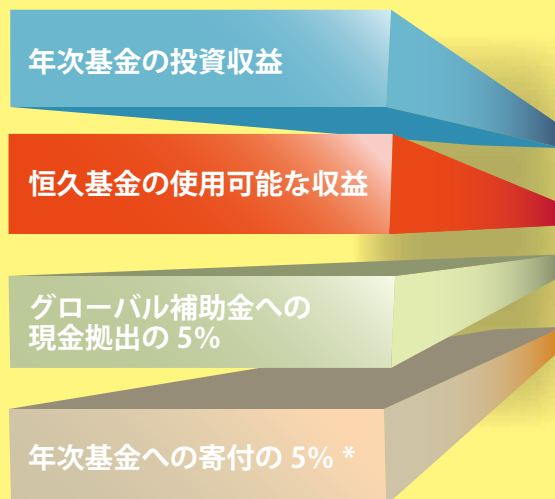 年次基金の投資収益
恒久基金の使用可能な収益
グローバル補助金への
現金拠出の 5%
年次基金への寄付の 5% *